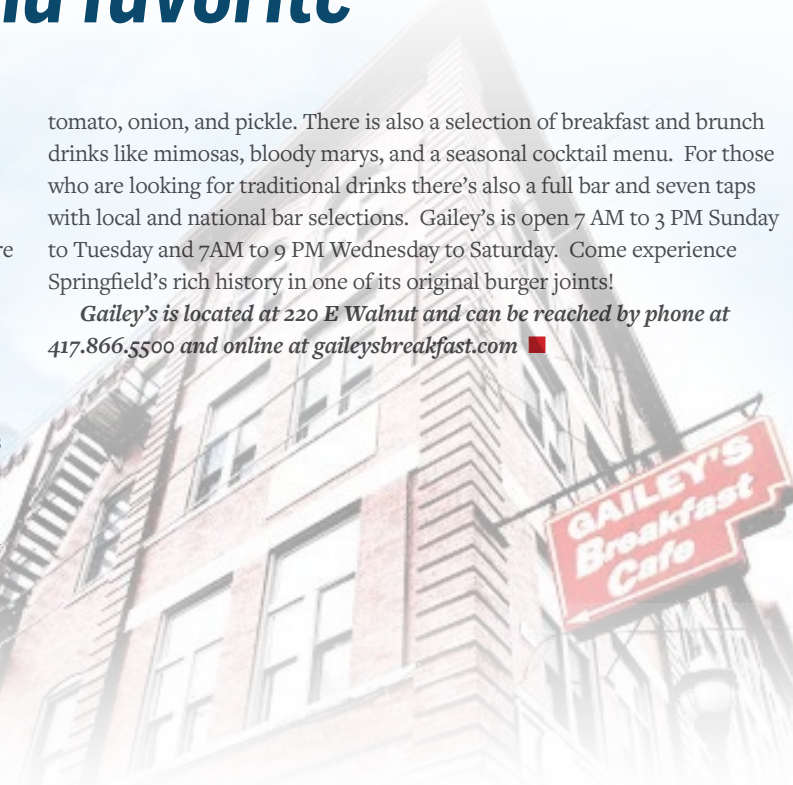 favorite
re
tomato, onion, and pickle. There is also a selection of breakfast and brunch
drinks like mimosas, bloody marys, and a seasonal cocktail menu. For those
who are looking for traditional drinks there's also a full bar and seven taps
with local and national bar selections. Gailey's is open 7 AM to 3 PM Sunday
to Tuesday and 7AM to 9 PM Wednesday to Saturday. Come experience
Springfield's rich history in one of its original burger joints!
Gailey's is located at 220 E Walnut and can be reached by phone at
417.866.5500 and online at gaileysbreakfast.com
GAILEY'S
Breakfast
Cafe